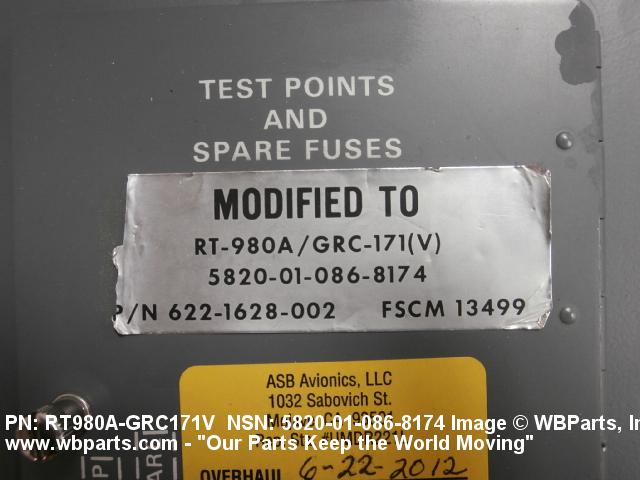 TEST POINTS
AND
SPARE FUSES
MODIFIED TO
RT-980A/GRC-171(V)
5820-01-086-8174
P/N 622-1628-002 FSCM 13499
ASB Avionics, LLC
1032 Sabovich St.
PN: RT980A-GRC171V NSN: 5820-01-086-8174 Image © WBParts, In
www.wbparts.com - "Our Parts Keep the World Moving"
OVERHAUL 6-22-2012